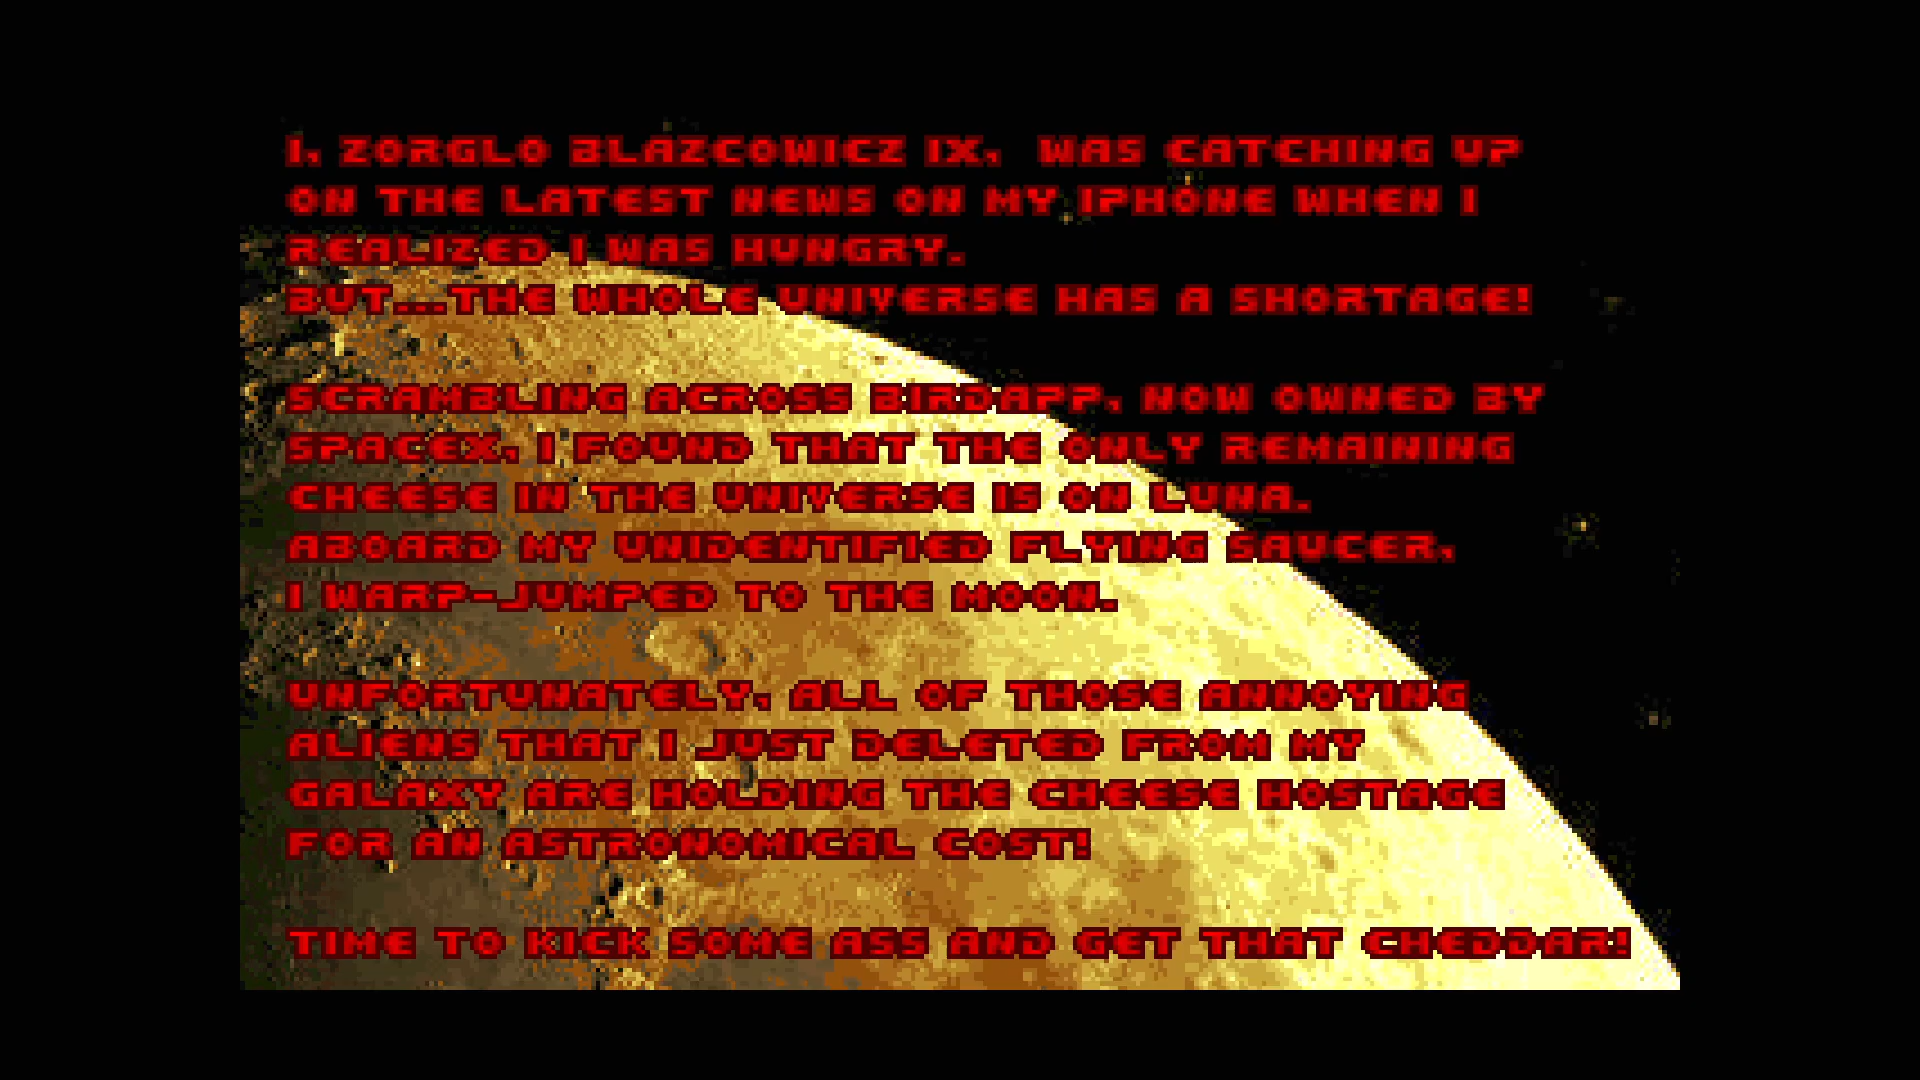 I, ZORGLO BLAZCOWICZ IX, WAS CATCHING UP
ON THE LATEST NEWS ON MY IPHONE WHEN I
REALIZED I WAS HUNGRY.
BUT...THE WHOLE UNIVERSE HAS A SHORTAGE!
SCRAMBLING ACROSS BIRDAPP, NOW OWNED BY
SPACEX, I FOUND THAT THE ONLY REMAINING
CHEESE IN THE UNIVERSE IS ON LUNA.
ABOARD MY UNIDENTIFIED FLYING SAUCER,
I WARP-JUMPED TO THE MOON.
UNFORTUNATELY, ALL OF THOSE ANNOYING
ALIENS THAT I JUST DELETED FROM MY
GALAXY ARE HOLDING THE CHEESE HOSTAGE
FOR AN ASTRONOMICAL COST!
TIME TO KICK SOME ASS AND GET THAT CHEDDAR!